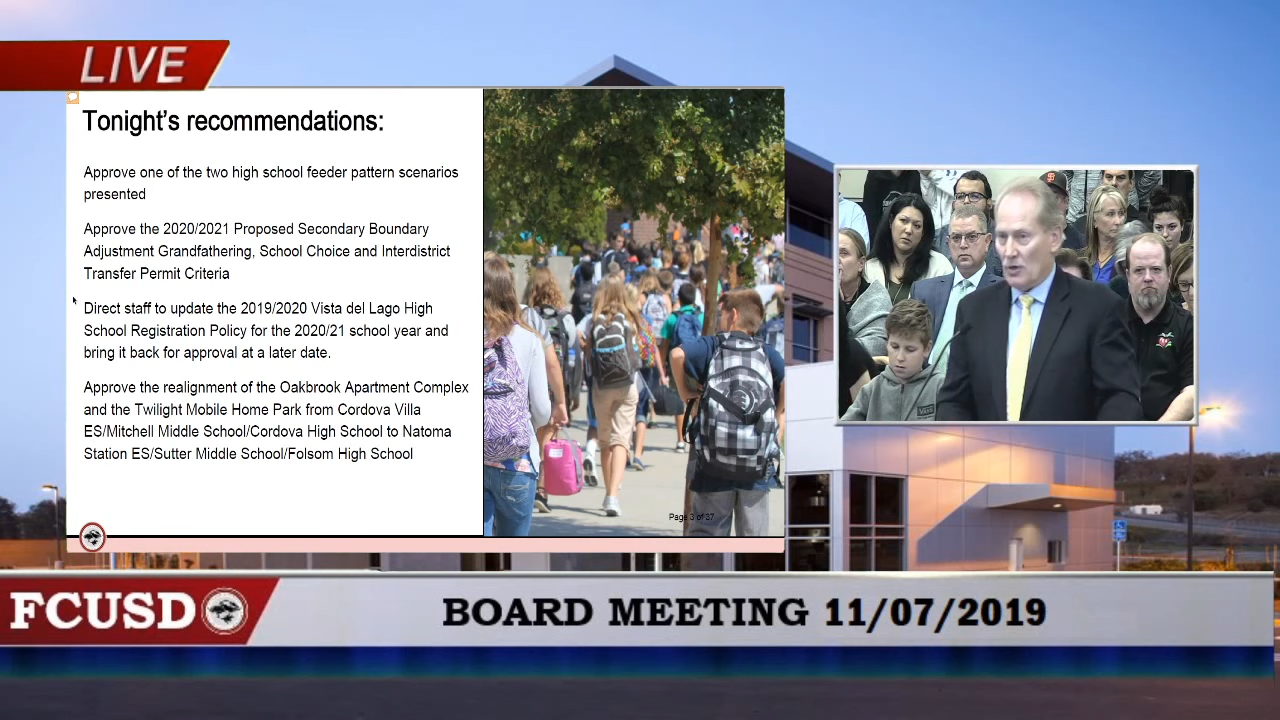 LIVE
Tonight's recommendations:
Approve one of the two high school feeder pattern scenarios
presented
Approve the 2020/2021 Proposed Secondary Boundary
Adjustment Grandfathering, School Choice and Interdistrict
Transfer Permit Criteria
Direct staff to update the 2019/2020 Vista del Lago High
School Registration Policy for the 2020/21 school year and
bring it back for approval at a later date.
Approve the realignment of the Oakbrook Apartment Complex
and the Twilight Mobile Home Park from Cordova Villa
ES/Mitchell Middle School/Cordova High School to Natoma
Station ES/Sutter Middle School/Folsom High School
Page 3 of 37
VANS
FCUSD
BOARD MEETING 11/07/2019